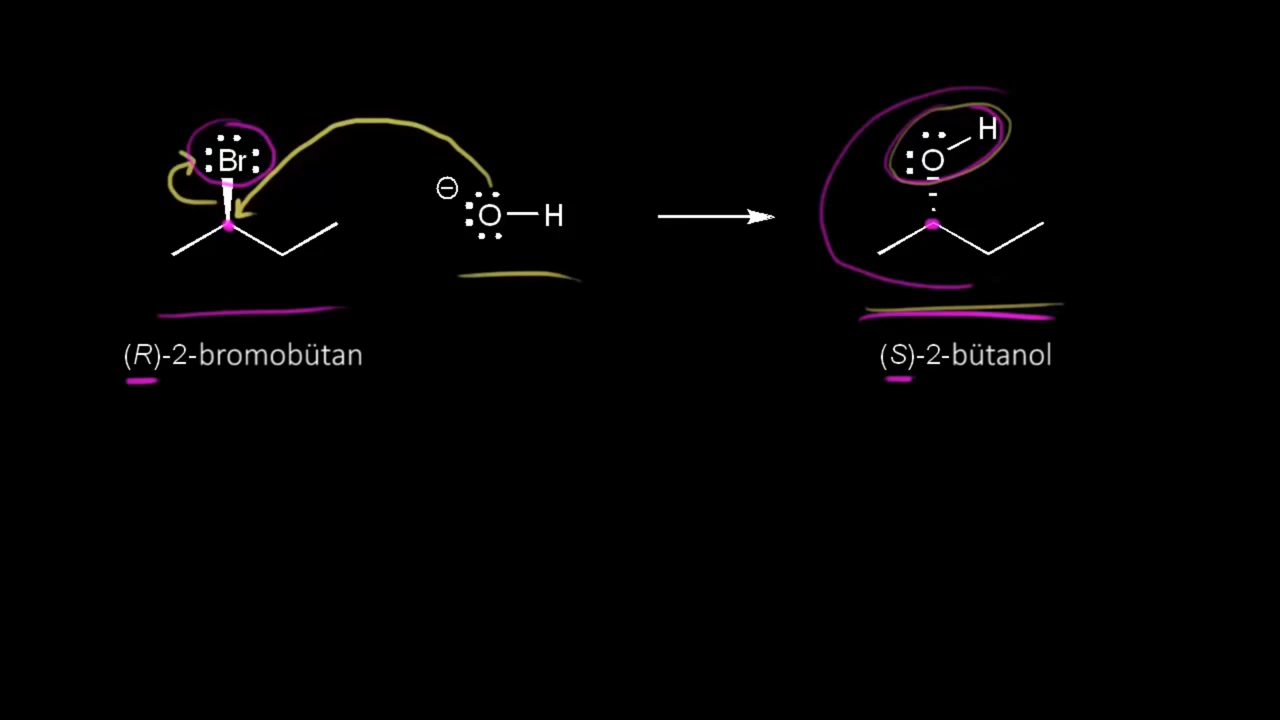 Br
⊖
O—H
O
H
(R)-2-bromobütan
(S)-2-bütanol